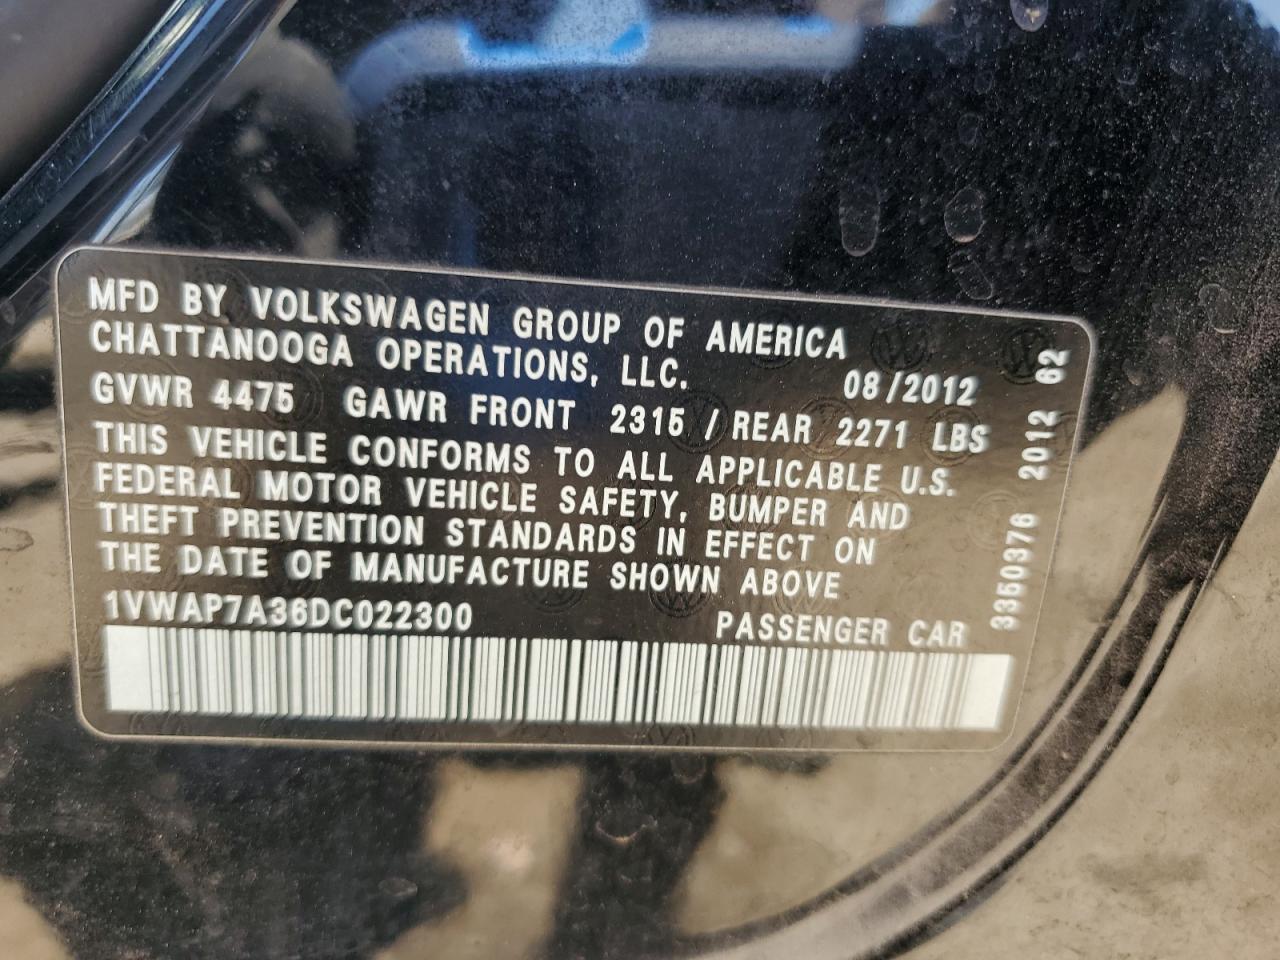 MFD BY VOLKSWAGEN GROUP OF AMERICA
CHATTANOOGA OPERATIONS, LLC. 08/2012
GVWR 4475 GAWR FRONT 2315 / REAR 2271 LBS
THIS VEHICLE CONFORMS TO ALL APPLICABLE U.S.
FEDERAL MOTOR VEHICLE SAFETY, BUMPER AND
THEFT PREVENTION STANDARDS IN EFFECT ON
THE DATE OF MANUFACTURE SHOWN ABOVE
1VWAP7A36DC022300 PASSENGER CAR
3350376 2012 62